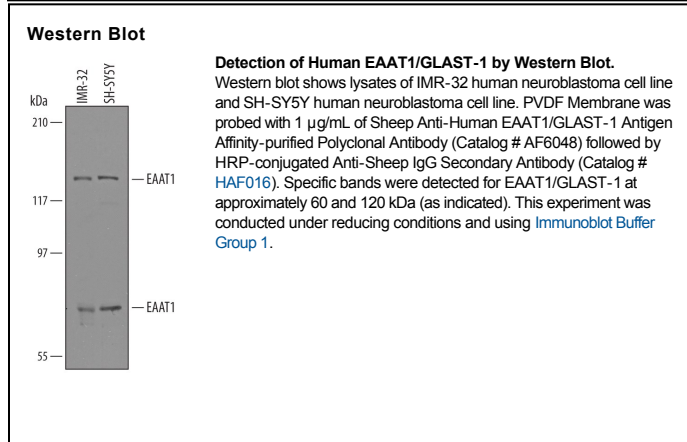 Western Blot
kDa
IMR-32
SH-SY5Y
210
EAAT1
117
97
EAAT1
55
Detection of Human EAAT1/GLAST-1 by Western Blot.
Western blot shows lysates of IMR-32 human neuroblastoma cell line
and SH-SY5Y human neuroblastoma cell line. PVDF Membrane was
probed with 1 µg/mL of Sheep Anti-Human EAAT1/GLAST-1 Antigen
Affinity-purified Polyclonal Antibody (Catalog # AF6048) followed by
HRP-conjugated Anti-Sheep IgG Secondary Antibody (Catalog #
HAF016). Specific bands were detected for EAAT1/GLAST-1 at
approximately 60 and 120 kDa (as indicated). This experiment was
conducted under reducing conditions and using Immunoblot Buffer
Group 1.